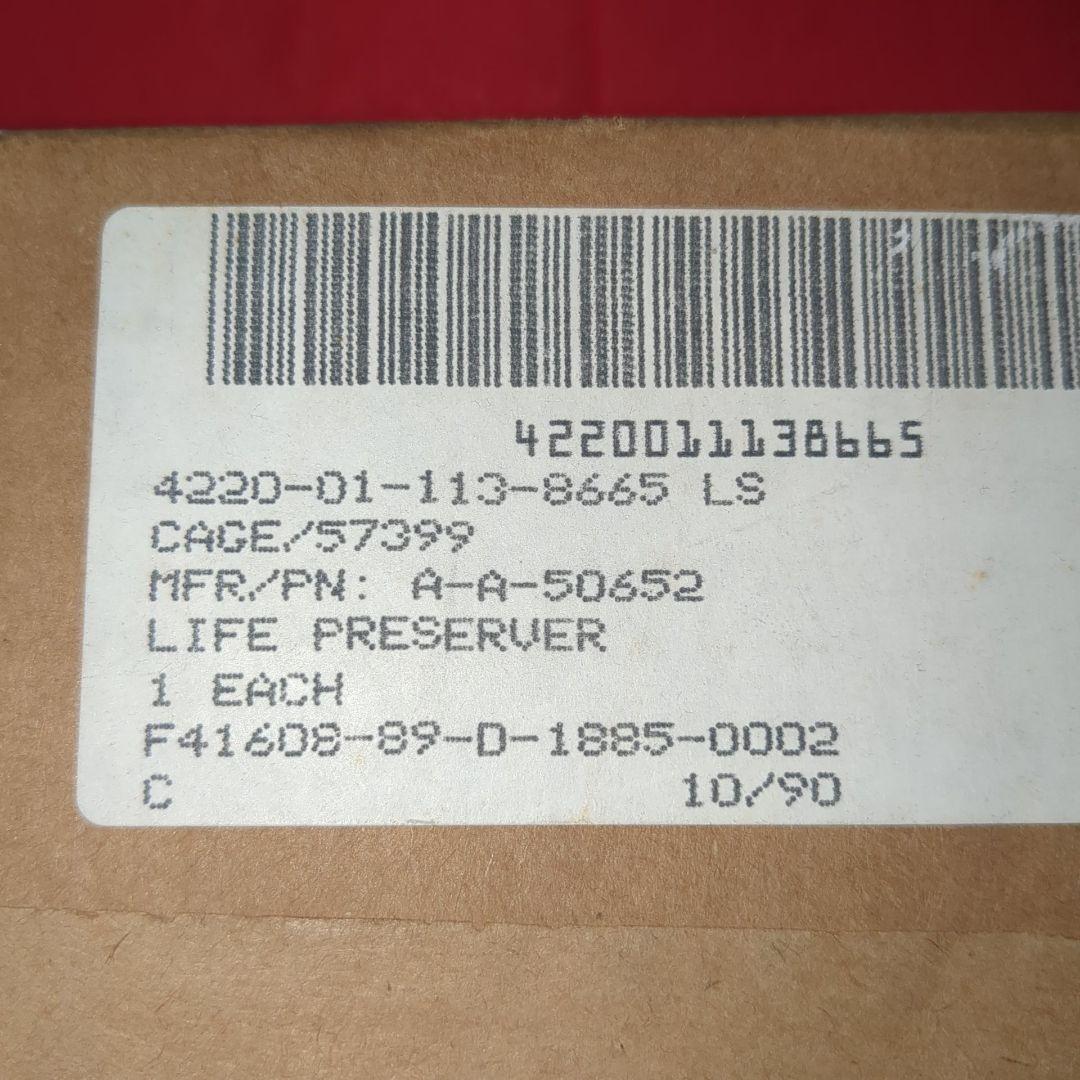 4220011138665
4220-01-113-8665 LS
CAGE/57399
MFR/PN: A-A-50652
LIFE PRESERVER
1 EACH
F41608-89-D-1885-0002
C 10/90